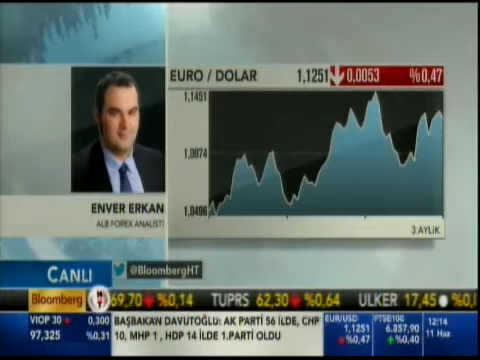 EURO / DOLAR 1,1251 0,0053 %0,47
1,1451
1,0974
1,0496
3 AYLIK
ENVER ERKAN
ALB FOREX ANALİSTİ
CANLI @BloombergHT
Bloomberg 69,70 %0,14 TUPRS 62,30 %0,64 ULKER 17,45
VIOP 30 0,300
97,325 %0,31
BAŞBAKAN DAVUTOĞLU: AK PARTİ 56 İLDE, CHP
10, MHP 1 , HDP 14 İLDE 1.PARTİ OLDU
EUR/USD
1,1251
%0,47
FTSE100
6.857,90
%0,40
12:14
11 Haz